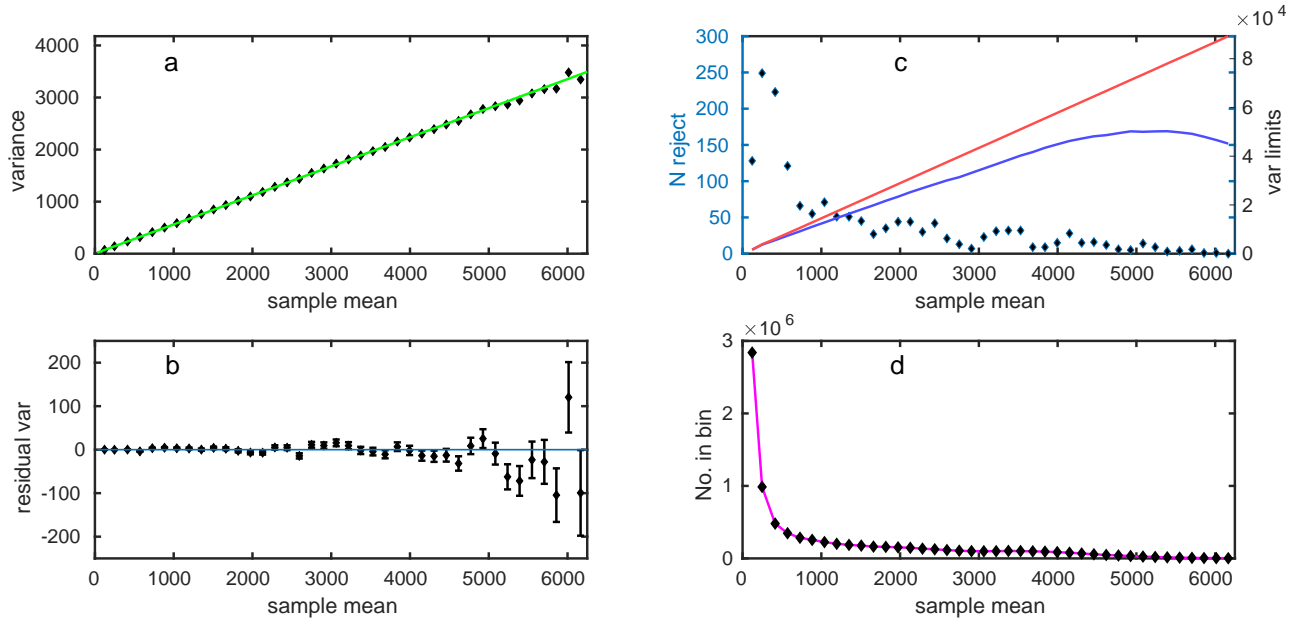 a
4000
3000
2000
1000
0
variance
0 1000 2000 3000 4000 5000 6000
sample mean
c
300
250
200
150
100
50
0
N reject
×10^4
8
6
4
2
0
var limits
0 1000 2000 3000 4000 5000 6000
sample mean
b
200
100
0
-100
-200
residual var
0 1000 2000 3000 4000 5000 6000
sample mean
d
×10^6
3
2
1
0
No. in bin
0 1000 2000 3000 4000 5000 6000
sample mean